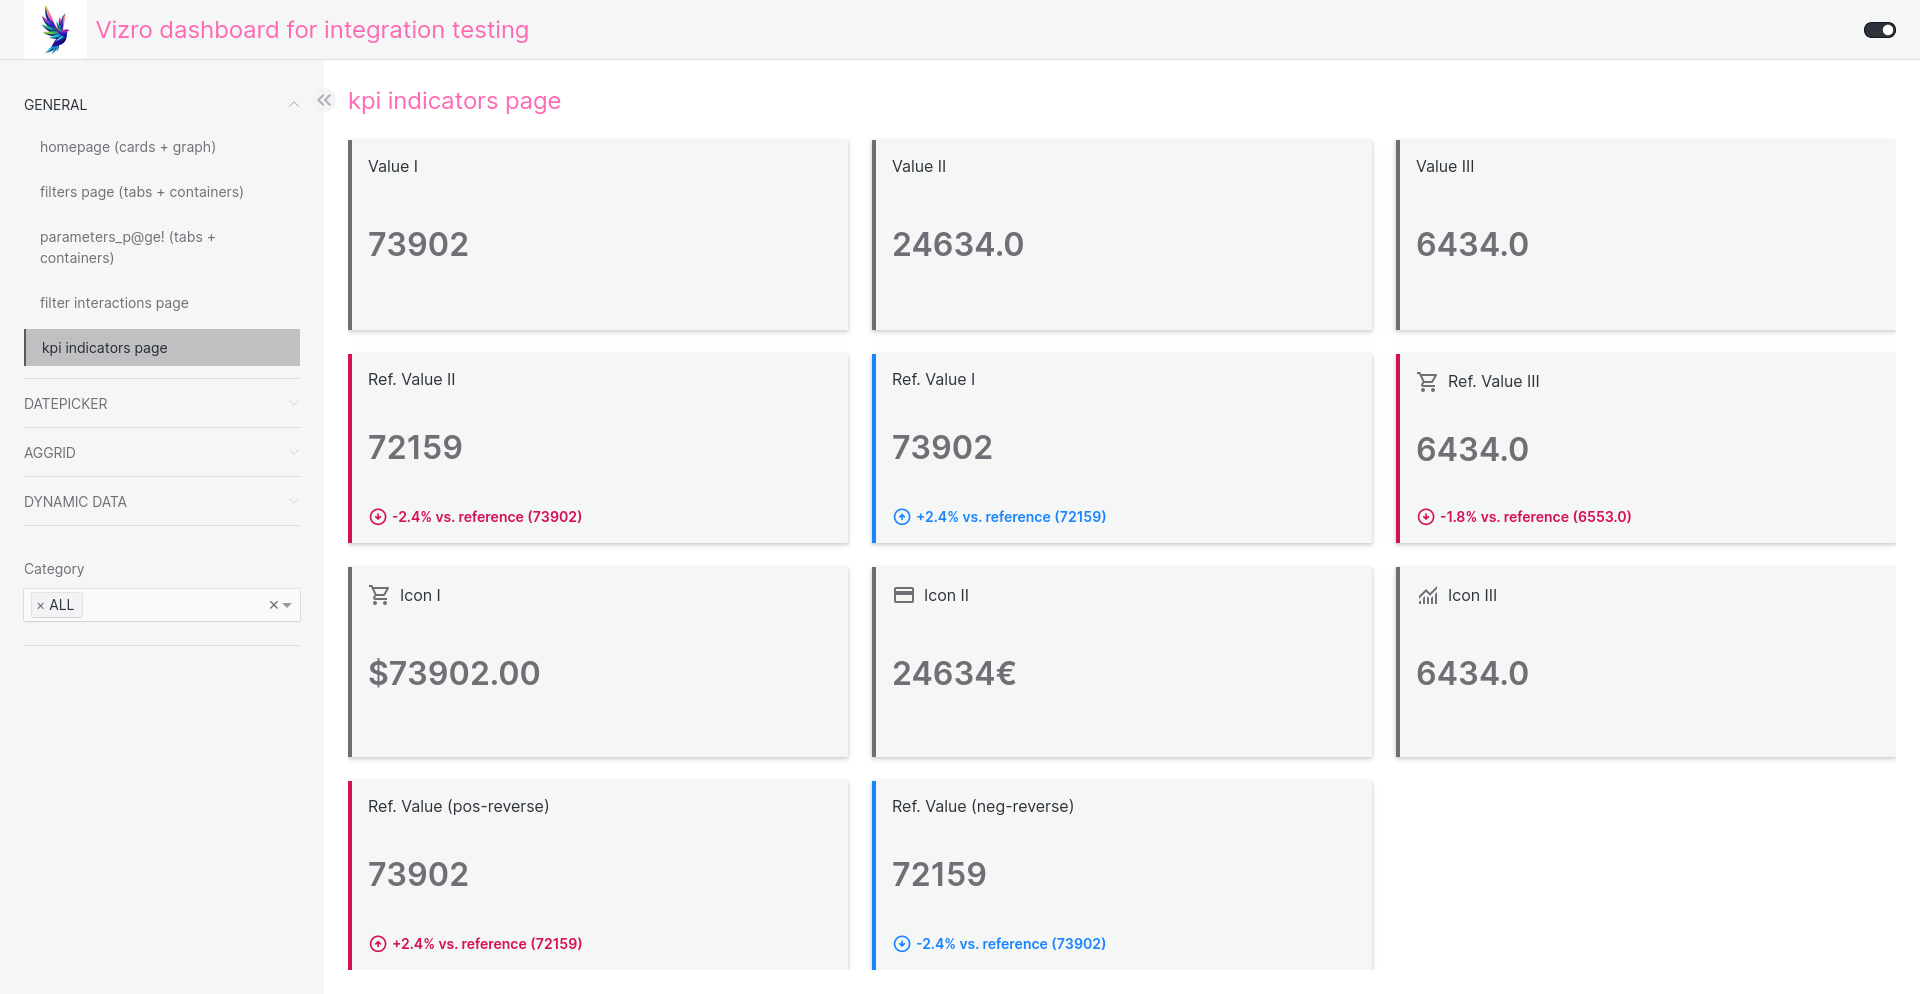 Vizro dashboard for integration testing
GENERAL
homepage (cards + graph)
filters page (tabs + containers)
parameters_p@ge! (tabs +
containers)
filter interactions page
kpi indicators page
DATEPICKER
AGGRID
DYNAMIC DATA
Category
× ALL
kpi indicators page
Value I
73902
Value II
24634.0
Value III
6434.0
Ref. Value II
72159
-2.4% vs. reference (73902)
Ref. Value I
73902
+2.4% vs. reference (72159)
Ref. Value III
6434.0
-1.8% vs. reference (6553.0)
Icon I
$73902.00
Icon II
24634€
Icon III
6434.0
Ref. Value (pos-reverse)
73902
+2.4% vs. reference (72159)
Ref. Value (neg-reverse)
72159
-2.4% vs. reference (73902)